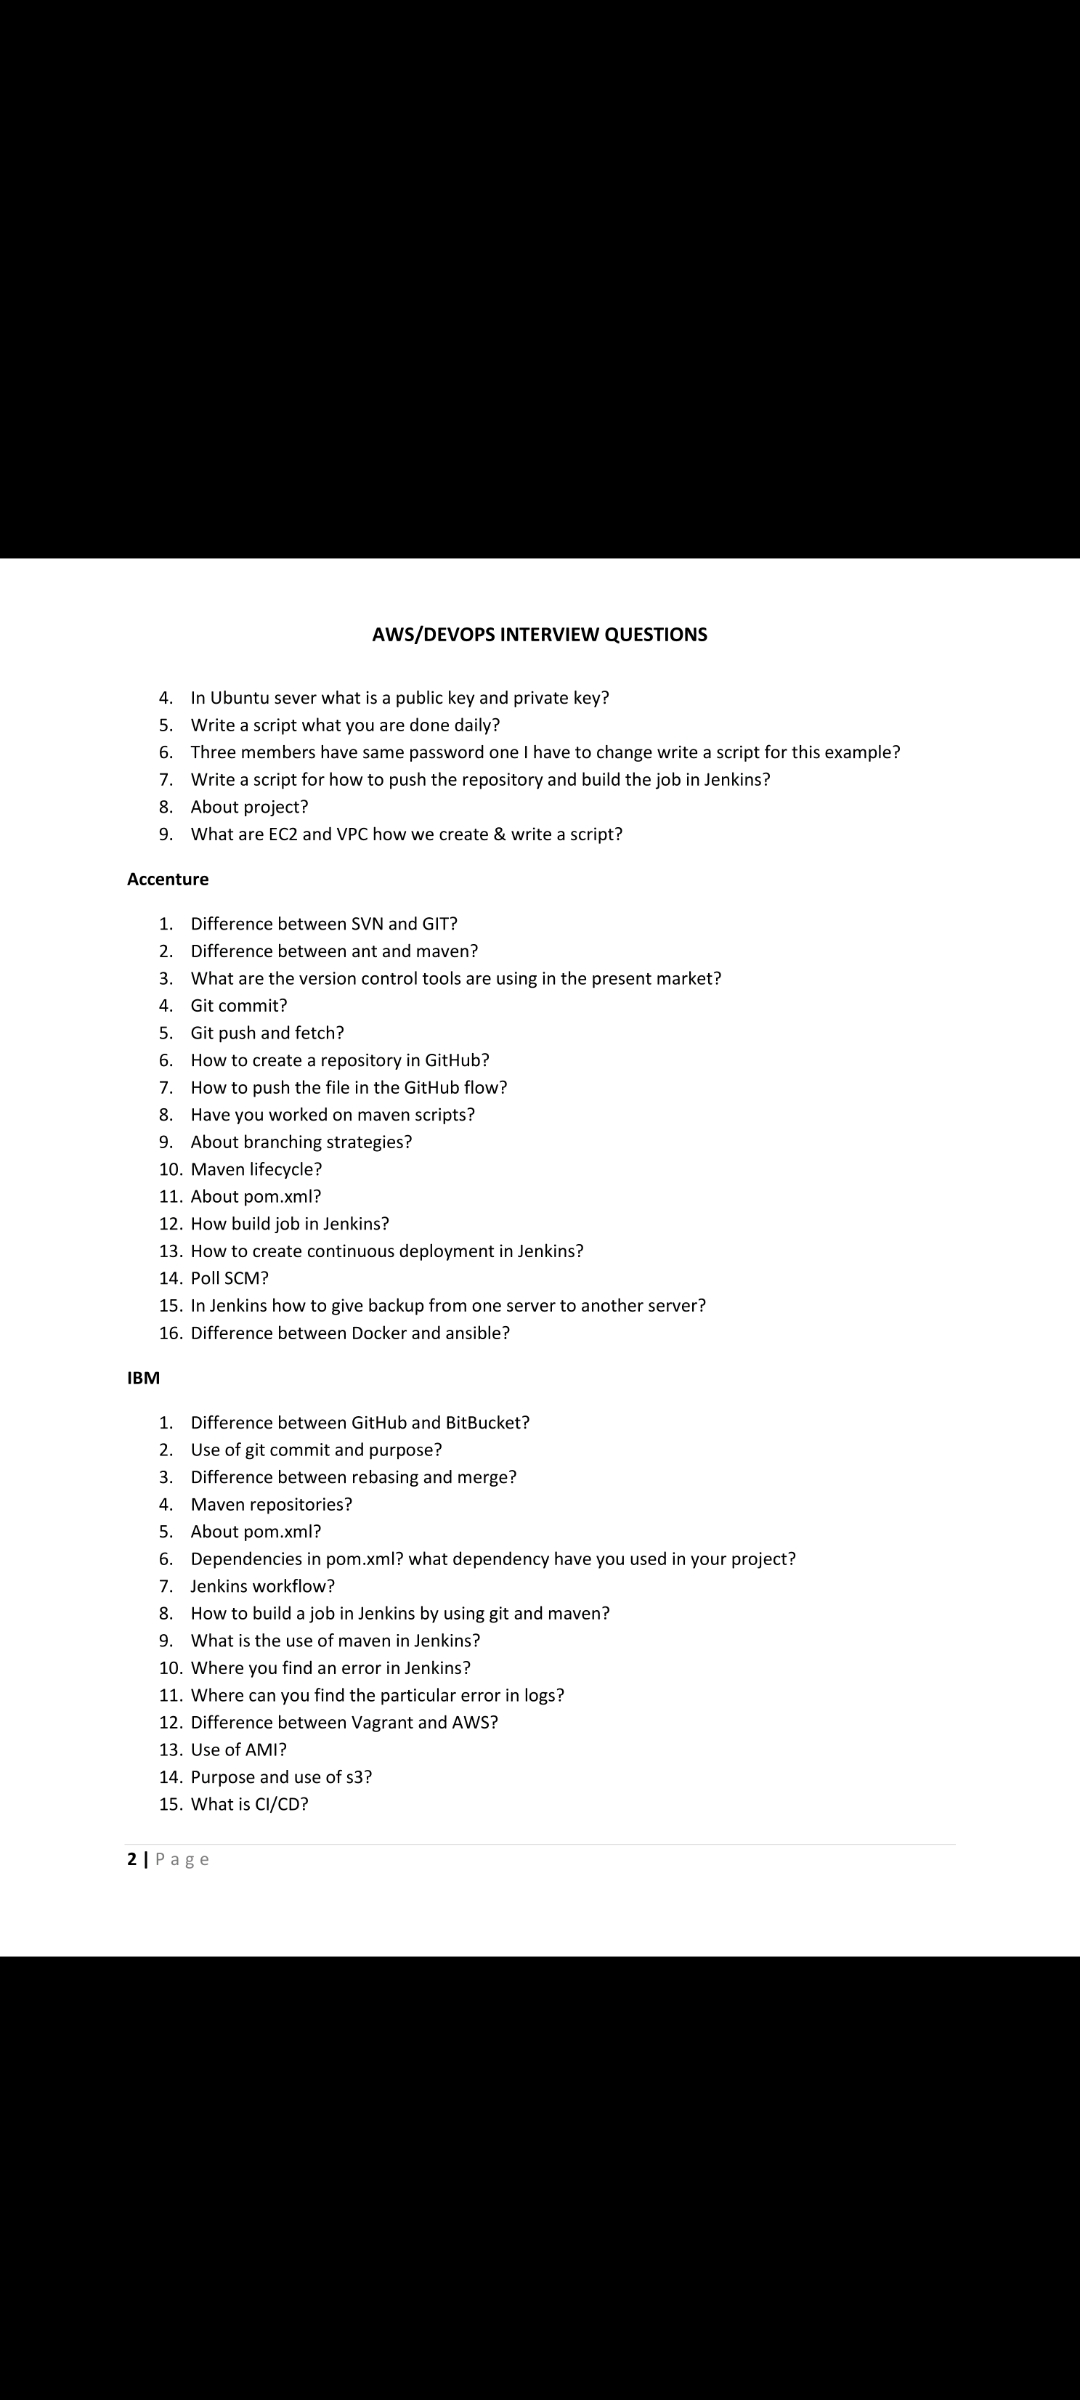 AWS/DEVOPS INTERVIEW QUESTIONS
4. In Ubuntu sever what is a public key and private key?
5. Write a script what you are done daily?
6. Three members have same password one I have to change write a script for this example?
7. Write a script for how to push the repository and build the job in Jenkins?
8. About project?
9. What are EC2 and VPC how we create & write a script?
Accenture
1. Difference between SVN and GIT?
2. Difference between ant and maven?
3. What are the version control tools are using in the present market?
4. Git commit?
5. Git push and fetch?
6. How to create a repository in GitHub?
7. How to push the file in the GitHub flow?
8. Have you worked on maven scripts?
9. About branching strategies?
10. Maven lifecycle?
11. About pom.xml?
12. How build job in Jenkins?
13. How to create continuous deployment in Jenkins?
14. Poll SCM?
15. In Jenkins how to give backup from one server to another server?
16. Difference between Docker and ansible?
IBM
1. Difference between GitHub and BitBucket?
2. Use of git commit and purpose?
3. Difference between rebasing and merge?
4. Maven repositories?
5. About pom.xml?
6. Dependencies in pom.xml? what dependency have you used in your project?
7. Jenkins workflow?
8. How to build a job in Jenkins by using git and maven?
9. What is the use of maven in Jenkins?
10. Where you find an error in Jenkins?
11. Where can you find the particular error in logs?
12. Difference between Vagrant and AWS?
13. Use of AMI?
14. Purpose and use of s3?
15. What is CI/CD?
2 | P a g e